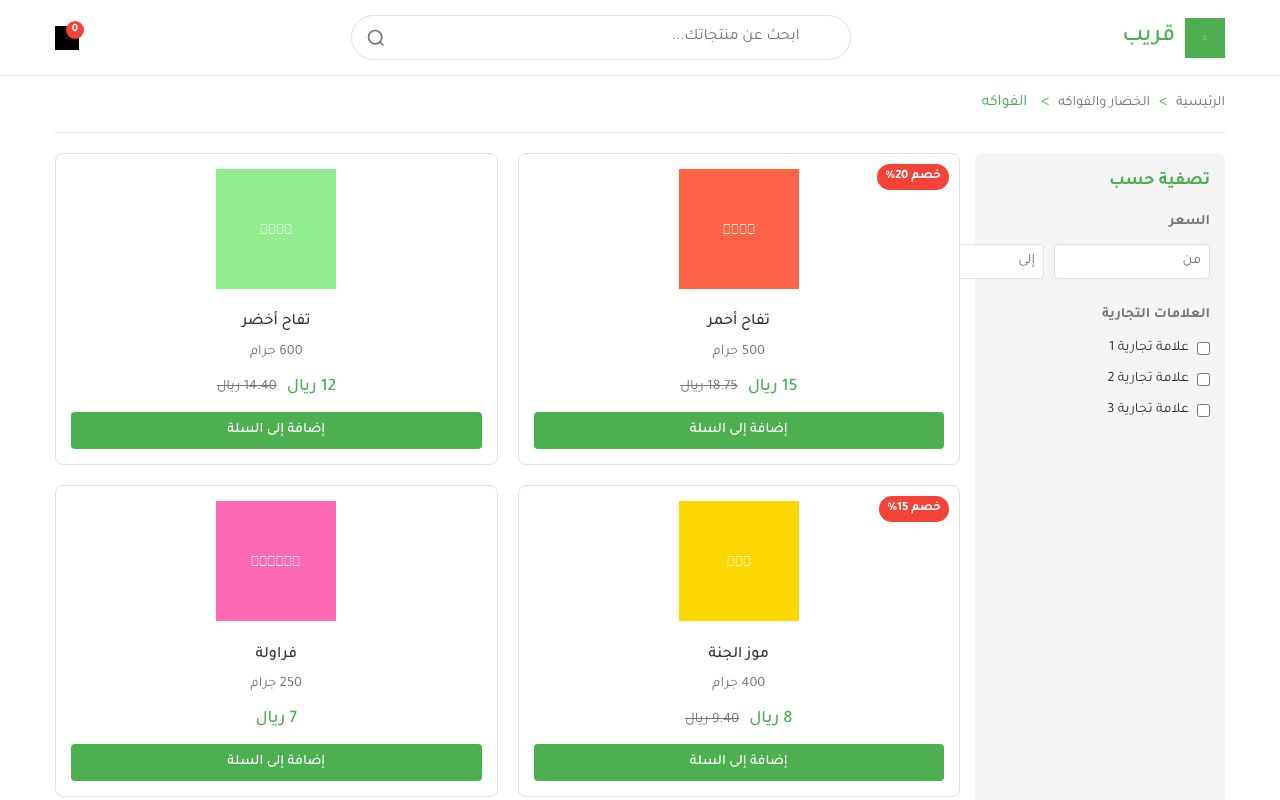 قريب
ابحث عن منتجاتك...
0
الرئيسية > الخضار والفواكه > الفواكه
تصفية حسب
السعر
من
إلى
العلامات التجارية
علامة تجارية 1
علامة تجارية 2
علامة تجارية 3
خصم 20%
تفاح أحمر
500 جرام
15 ريال 18.75 ريال
إضافة إلى السلة
تفاح أخضر
600 جرام
12 ريال 14.40 ريال
إضافة إلى السلة
خصم 15%
موز الجنة
400 جرام
8 ريال 9.40 ريال
إضافة إلى السلة
فراولة
250 جرام
7 ريال
إضافة إلى السلة